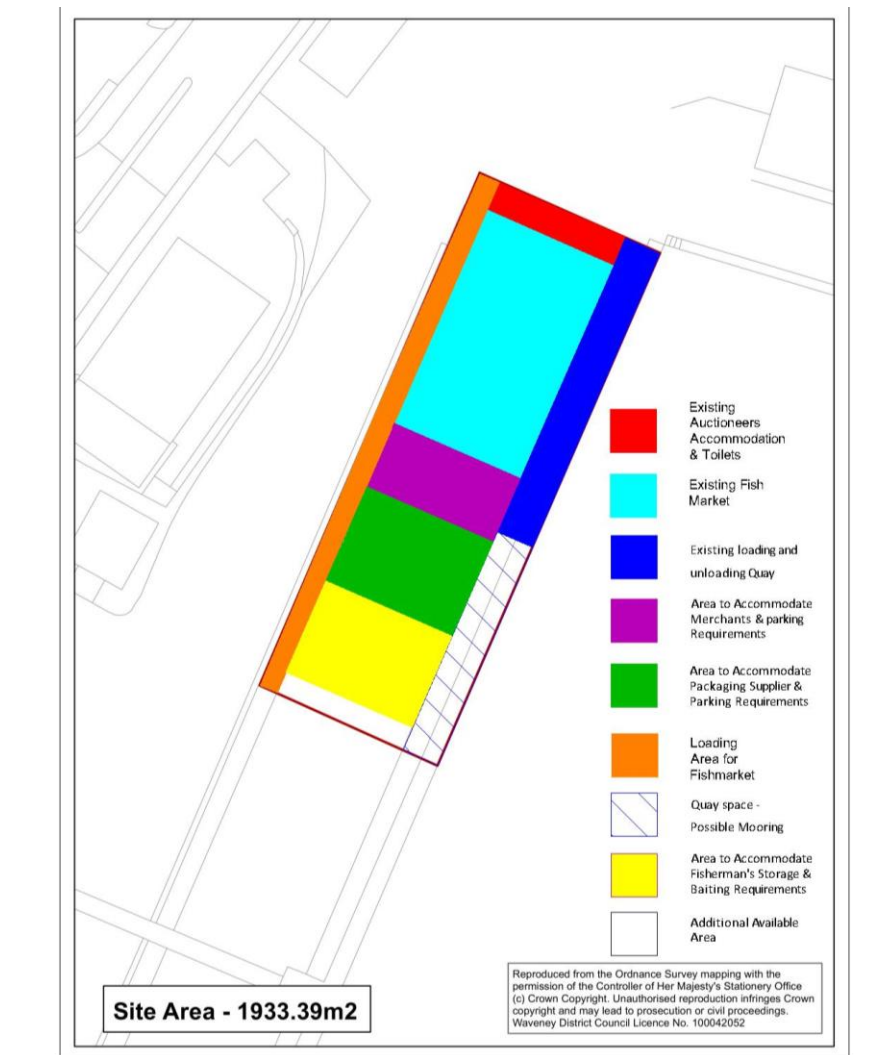 Existing
Auctioneers
Accommodation
& Toilets
Existing Fish
Market
Existing loading and
unloading Quay
Area to Accommodate
Merchants & parking
Requirements
Area to Accommodate
Packaging Supplier &
Parking Requirements
Loading
Area for
Fishmarket
Quay space -
Possible Mooring
Area to Accommodate
Fisherman's Storage &
Baiting Requirements
Additional Available
Area
Site Area - 1933.39m2
Reproduced from the Ordnance Survey mapping with the
permission of the Controller of Her Majesty's Stationery Office
(c) Crown Copyright. Unauthorised reproduction infringes Crown
copyright and may lead to prosecution or civil proceedings.
Waveney District Council Licence No. 100042052